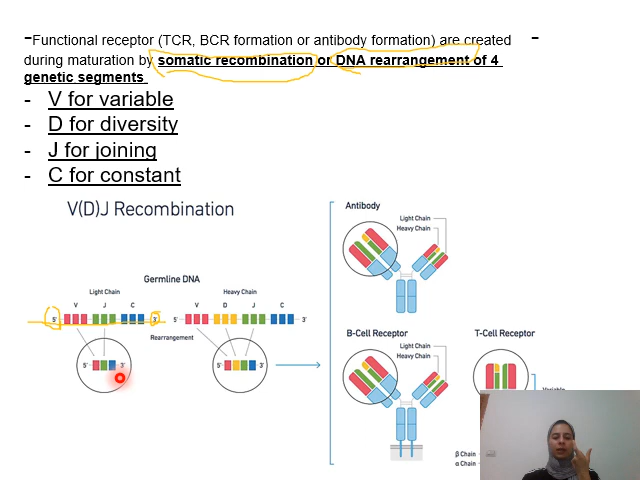 -Functional receptor (TCR, BCR formation or antibody formation) are created -
during maturation by somatic recombination or DNA rearrangement of 4
genetic segments
- V for variable
- D for diversity
- J for joining
- C for constant
V(D)J Recombination
Germline DNA
Light Chain
Heavy Chain
V J C
V D J C
5' 3'
5' 3'
Rearrangement
5' 3'
5' 3'
Antibody
Light Chain
Heavy Chain
B-Cell Receptor
Light Chain
Heavy Chain
T-Cell Receptor
Variable
β Chain
α Chain